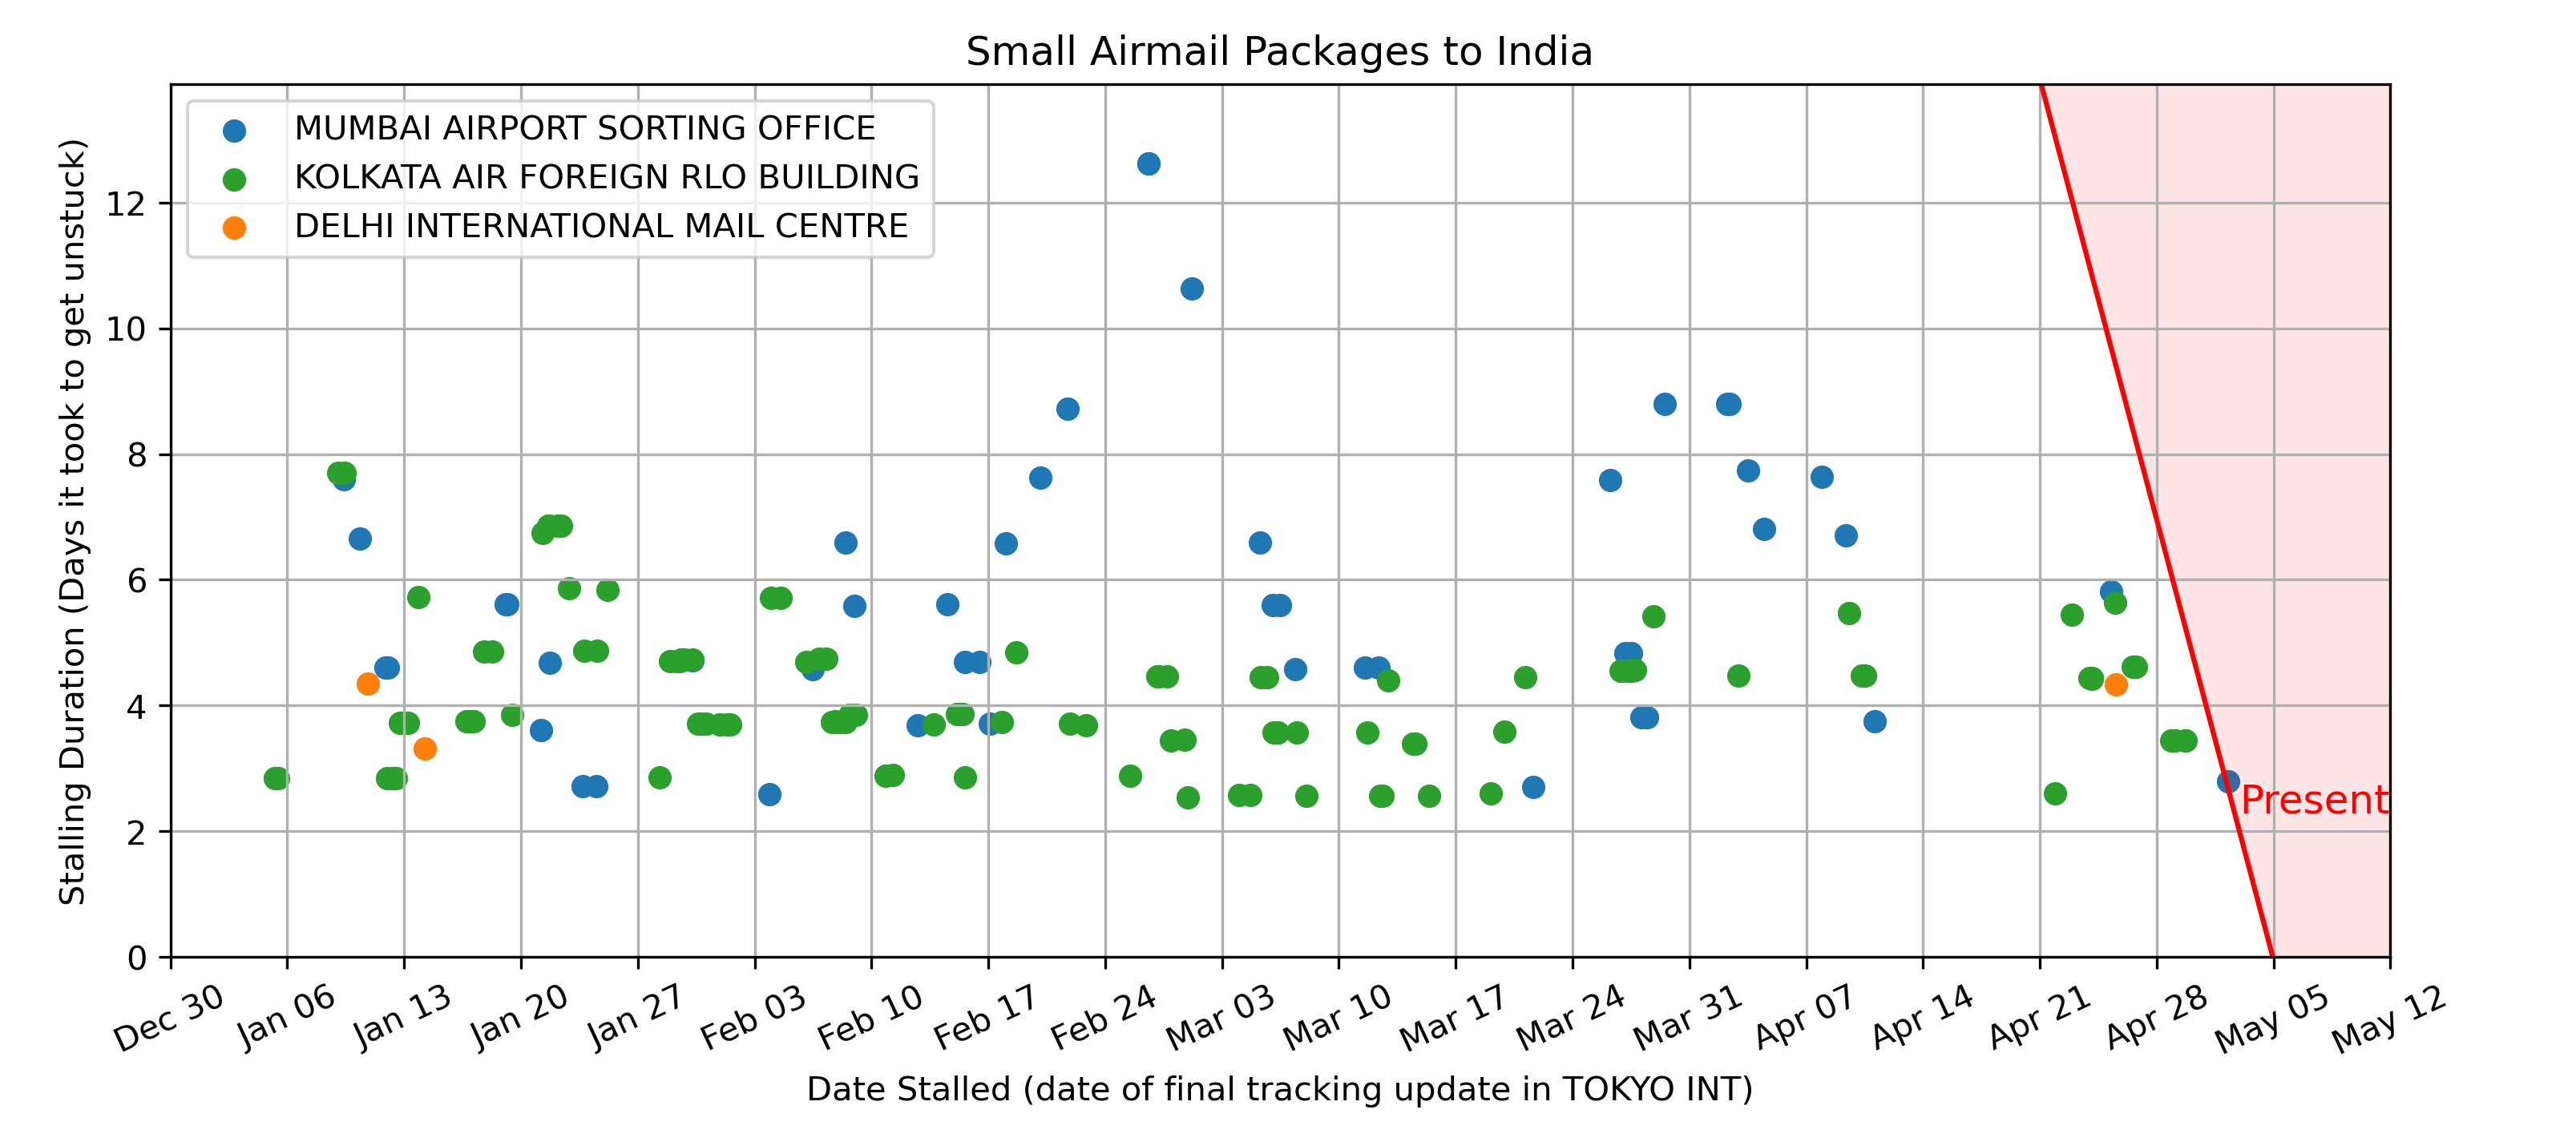 Small Airmail Packages to India
MUMBAI AIRPORT SORTING OFFICE
KOLKATA AIR FOREIGN RLO BUILDING
DELHI INTERNATIONAL MAIL CENTRE
Stalling Duration (Days it took to get unstuck)
12
10
8
6
4
2
0
Present
Dec 30
Jan 06
Jan 13
Jan 20
Jan 27
Feb 03
Feb 10
Feb 17
Feb 24
Mar 03
Mar 10
Mar 17
Mar 24
Mar 31
Apr 07
Apr 14
Apr 21
Apr 28
May 05
May 12
Date Stalled (date of final tracking update in TOKYO INT)